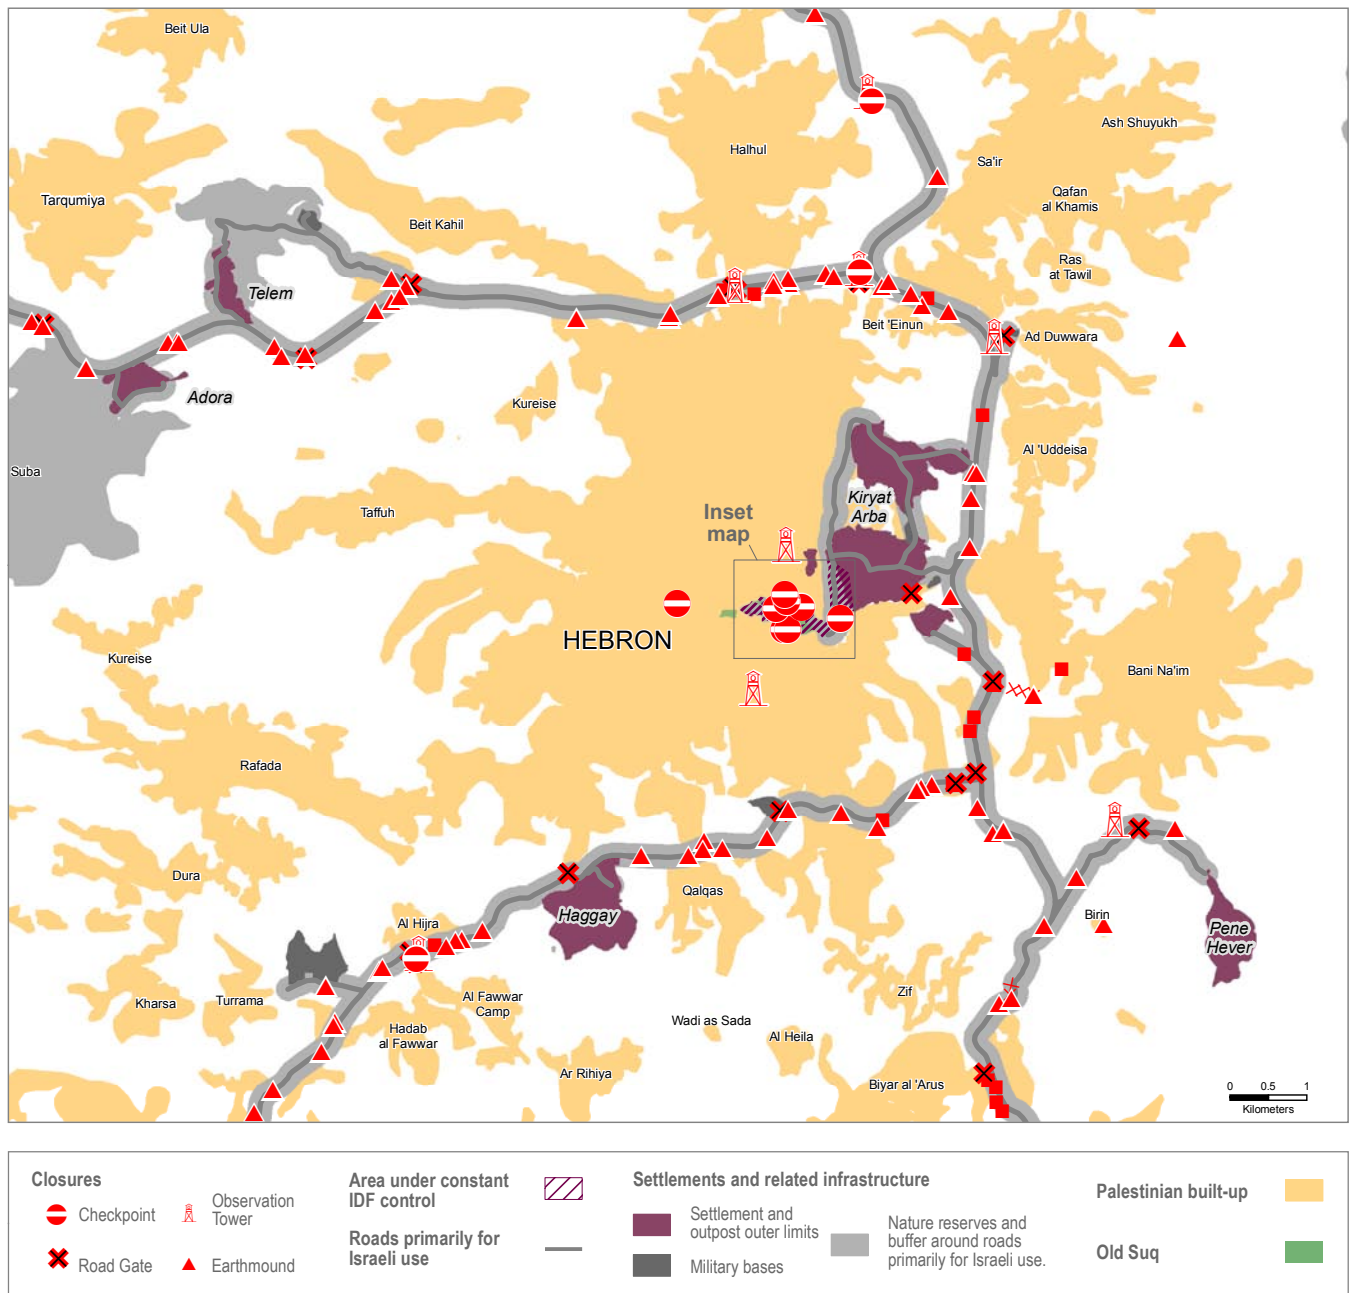 Beit Ula
Ash Shuyukh
Halhul
Sa'ir
Tarqumiya
Qafan
al Khamis
Beit Kahil
Ras
at Tawil
Telem
Beit 'Einun
Ad Duwwara
Adora
Kureise
Suba
Al 'Uddeisa
Kiryat
Arba
Taffuh
Inset
map
HEBRON
Kureise
Bani Na'im
Rafada
Dura
Qalqas
Al Hijra
Haggay
Birin
Pene
Hever
Kharsa
Turrama
Al Fawwar
Camp
Zif
Hadab
al Fawwar
Wadi as Sada
Al Heila
Ar Rihiya
Biyar al 'Arus
0 0.5 1
Kilometers
Closures
Checkpoint
Observation
Tower
Road Gate
Earthmound
Area under constant
IDF control
Roads primarily for
Israeli use
Settlements and related infrastructure
Settlement and
outpost outer limits
Military bases
Nature reserves and
buffer around roads
primarily for Israeli use.
Palestinian built-up
Old Suq